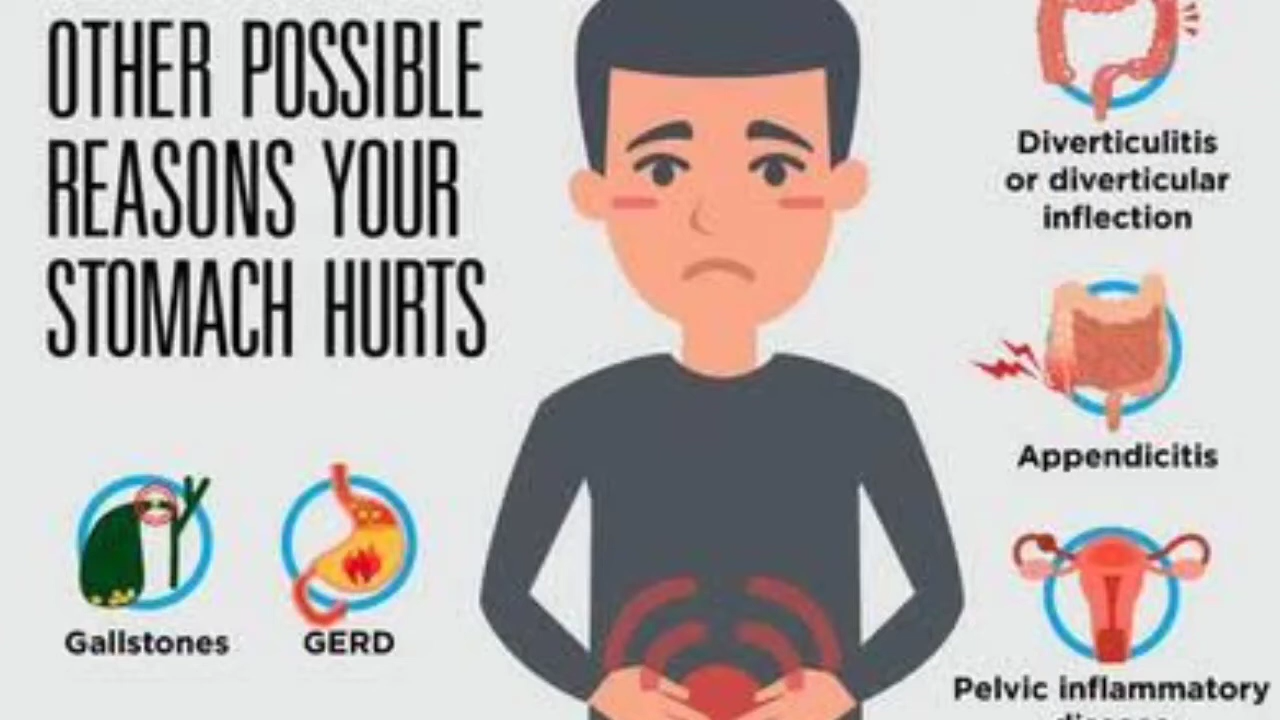 OTHER POSSIBLE
REASONS YOUR
STOMACH HURTS
Gallstones
GERD
Diverticulitis
or diverticular
inflection
Appendicitis
Pelvic inflammatory